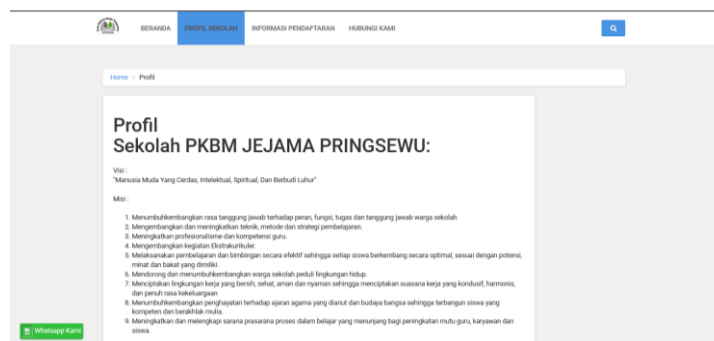 BERANDA PROFIL SEKOLAH INFORMASI PENDAFTARAN HUBUNGI KAMI
Home > Profil
Profil
Sekolah PKBM JEJAMA PRINGSEWU:
Visi :
"Manusia Muda Yang Cerdas, Intelektual, Spiritual, Dan Berbudi Luhur"
Misi :
1. Menumbuhkembangkan rasa tanggung jawab terhadap peran, fungsi, tugas dan tanggung jawab warga sekolah
2. Mengembangkan dan meningkatkan teknik, metode dan strategi pembelajaran.
3. Meningkatkan profesionalisme dan kompetensi guru.
4. Mengembangkan kegiatan Ekstrakurikuler.
5. Melaksanakan pembelajaran dan bimbingan secara efektif sehingga setiap siswa berkembang secara optimal, sesuai dengan potensi,
minat dan bakat yang dimiliki.
6. Mendorong dan menumbuhkembangkan warga sekolah peduli lingkungan hidup.
7. Menciptakan lingkungan kerja yang bersih, sehat, aman dan nyaman sehingga menciptakan suasana kerja yang kondusif, harmonis,
dan penuh rasa kekeluargaan
8. Menumbuhkembangkan penghayatan terhadap ajaran agama yang dianut dan budaya bangsa sehingga terbangun siswa yang
kompeten dan berakhlak mulia.
9. Meningkatkan dan melengkapi sarana prasarana proses dalam belajar yang menunjang bagi peningkatan mutu guru, karyawan dan
siswa.
Whatsapp Kami